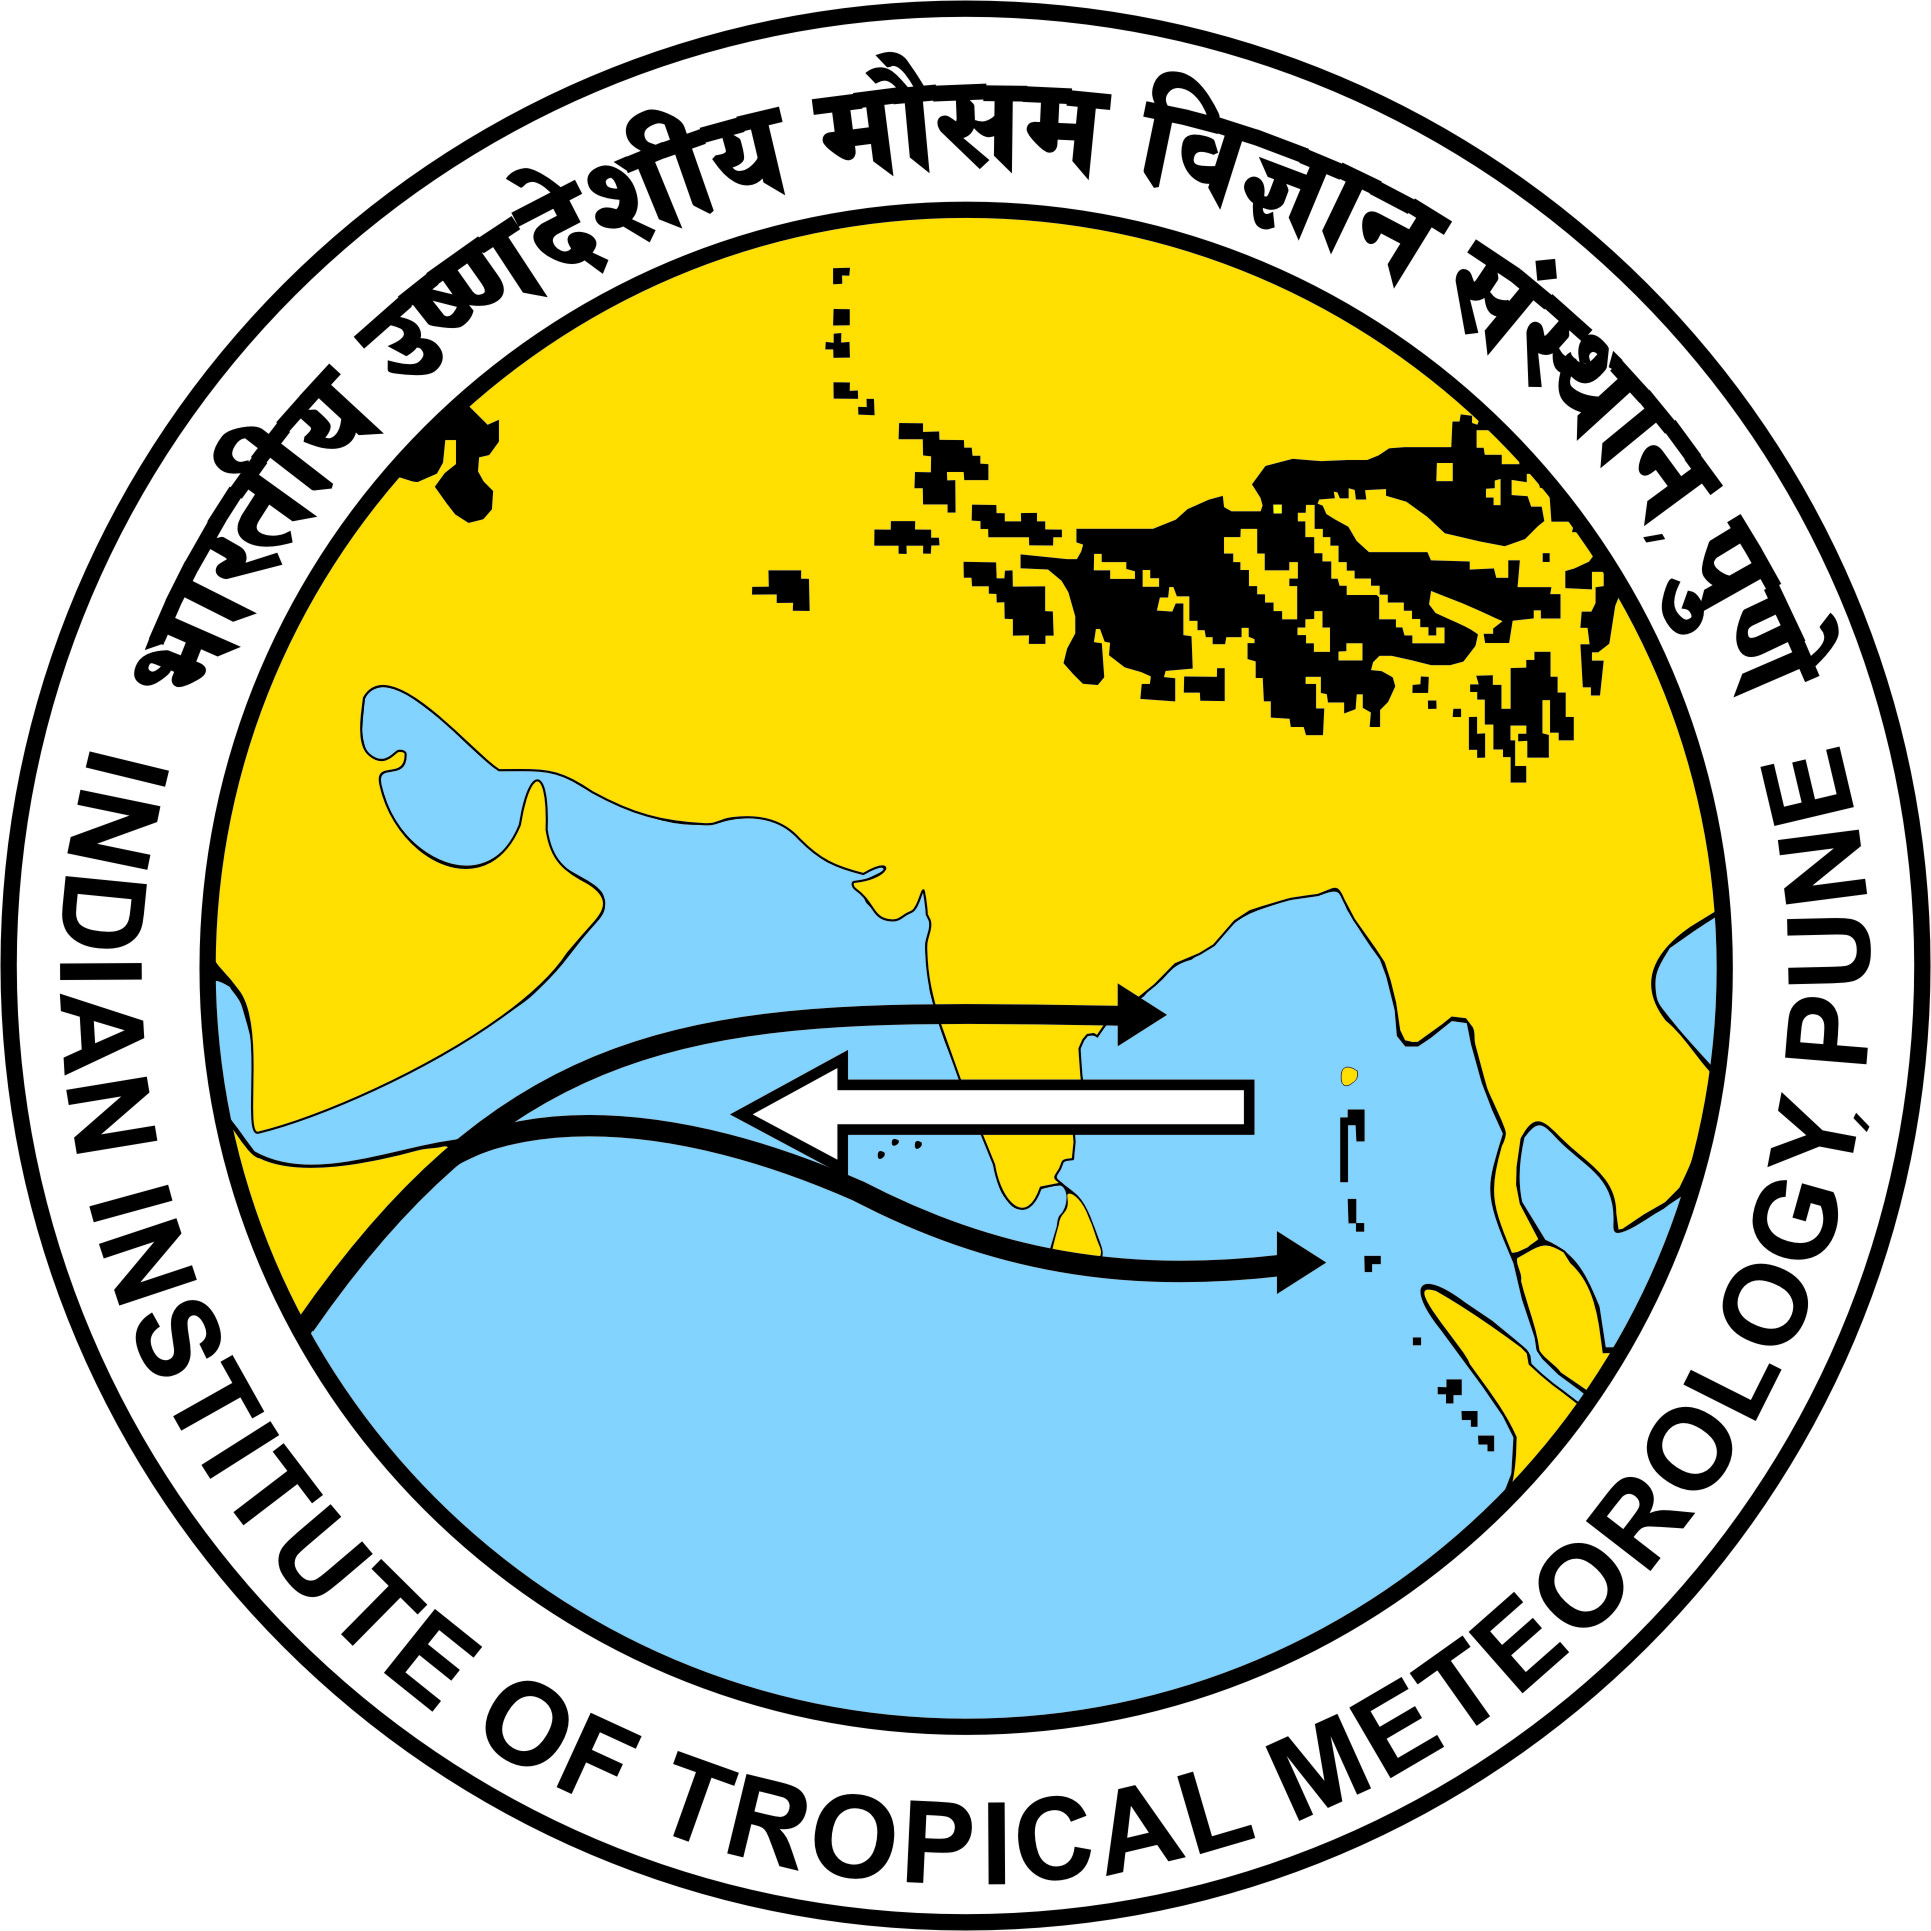 भारतीय उष्णदेशीय मौसम विज्ञान संस्थान, पुणे
INDIAN INSTITUTE OF TROPICAL METEOROLOGY, PUNE